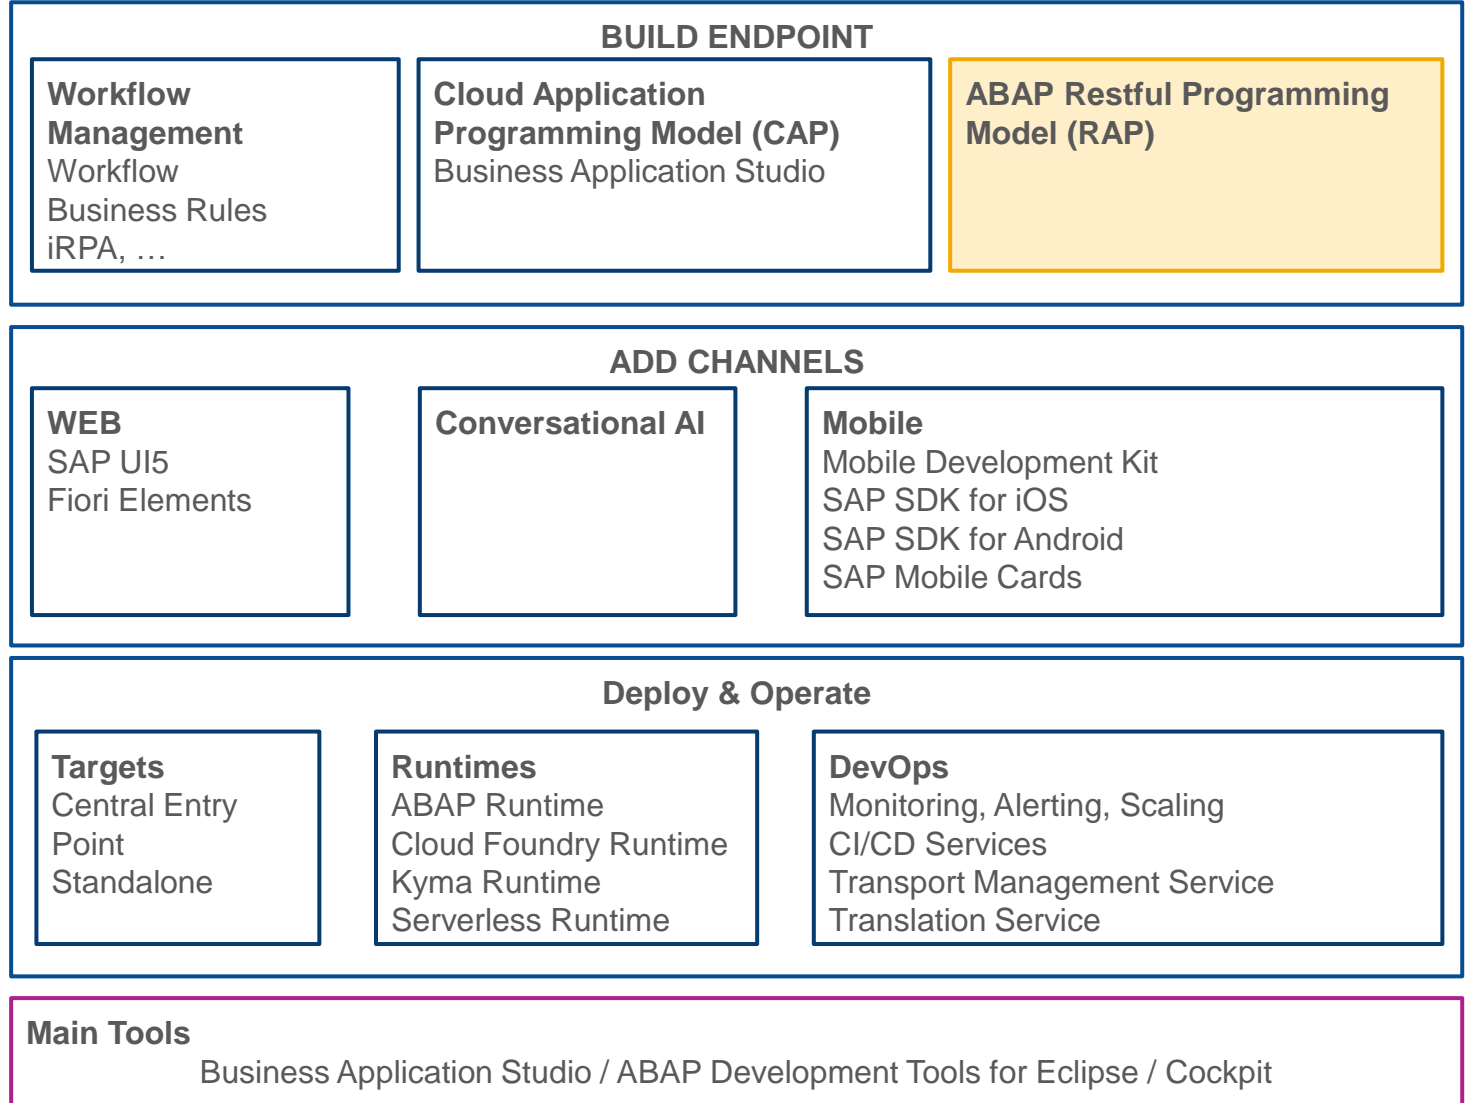 BUILD ENDPOINT
Workflow
Management
Workflow
Business Rules
iRPA, …
Cloud Application
Programming Model (CAP)
Business Application Studio
ABAP Restful Programming
Model (RAP)
ADD CHANNELS
WEB
SAP UI5
Fiori Elements
Conversational AI
Mobile
Mobile Development Kit
SAP SDK for iOS
SAP SDK for Android
SAP Mobile Cards
Deploy & Operate
Targets
Central Entry
Point
Standalone
Runtimes
ABAP Runtime
Cloud Foundry Runtime
Kyma Runtime
Serverless Runtime
DevOps
Monitoring, Alerting, Scaling
CI/CD Services
Transport Management Service
Translation Service
Main Tools
Business Application Studio / ABAP Development Tools for Eclipse / Cockpit